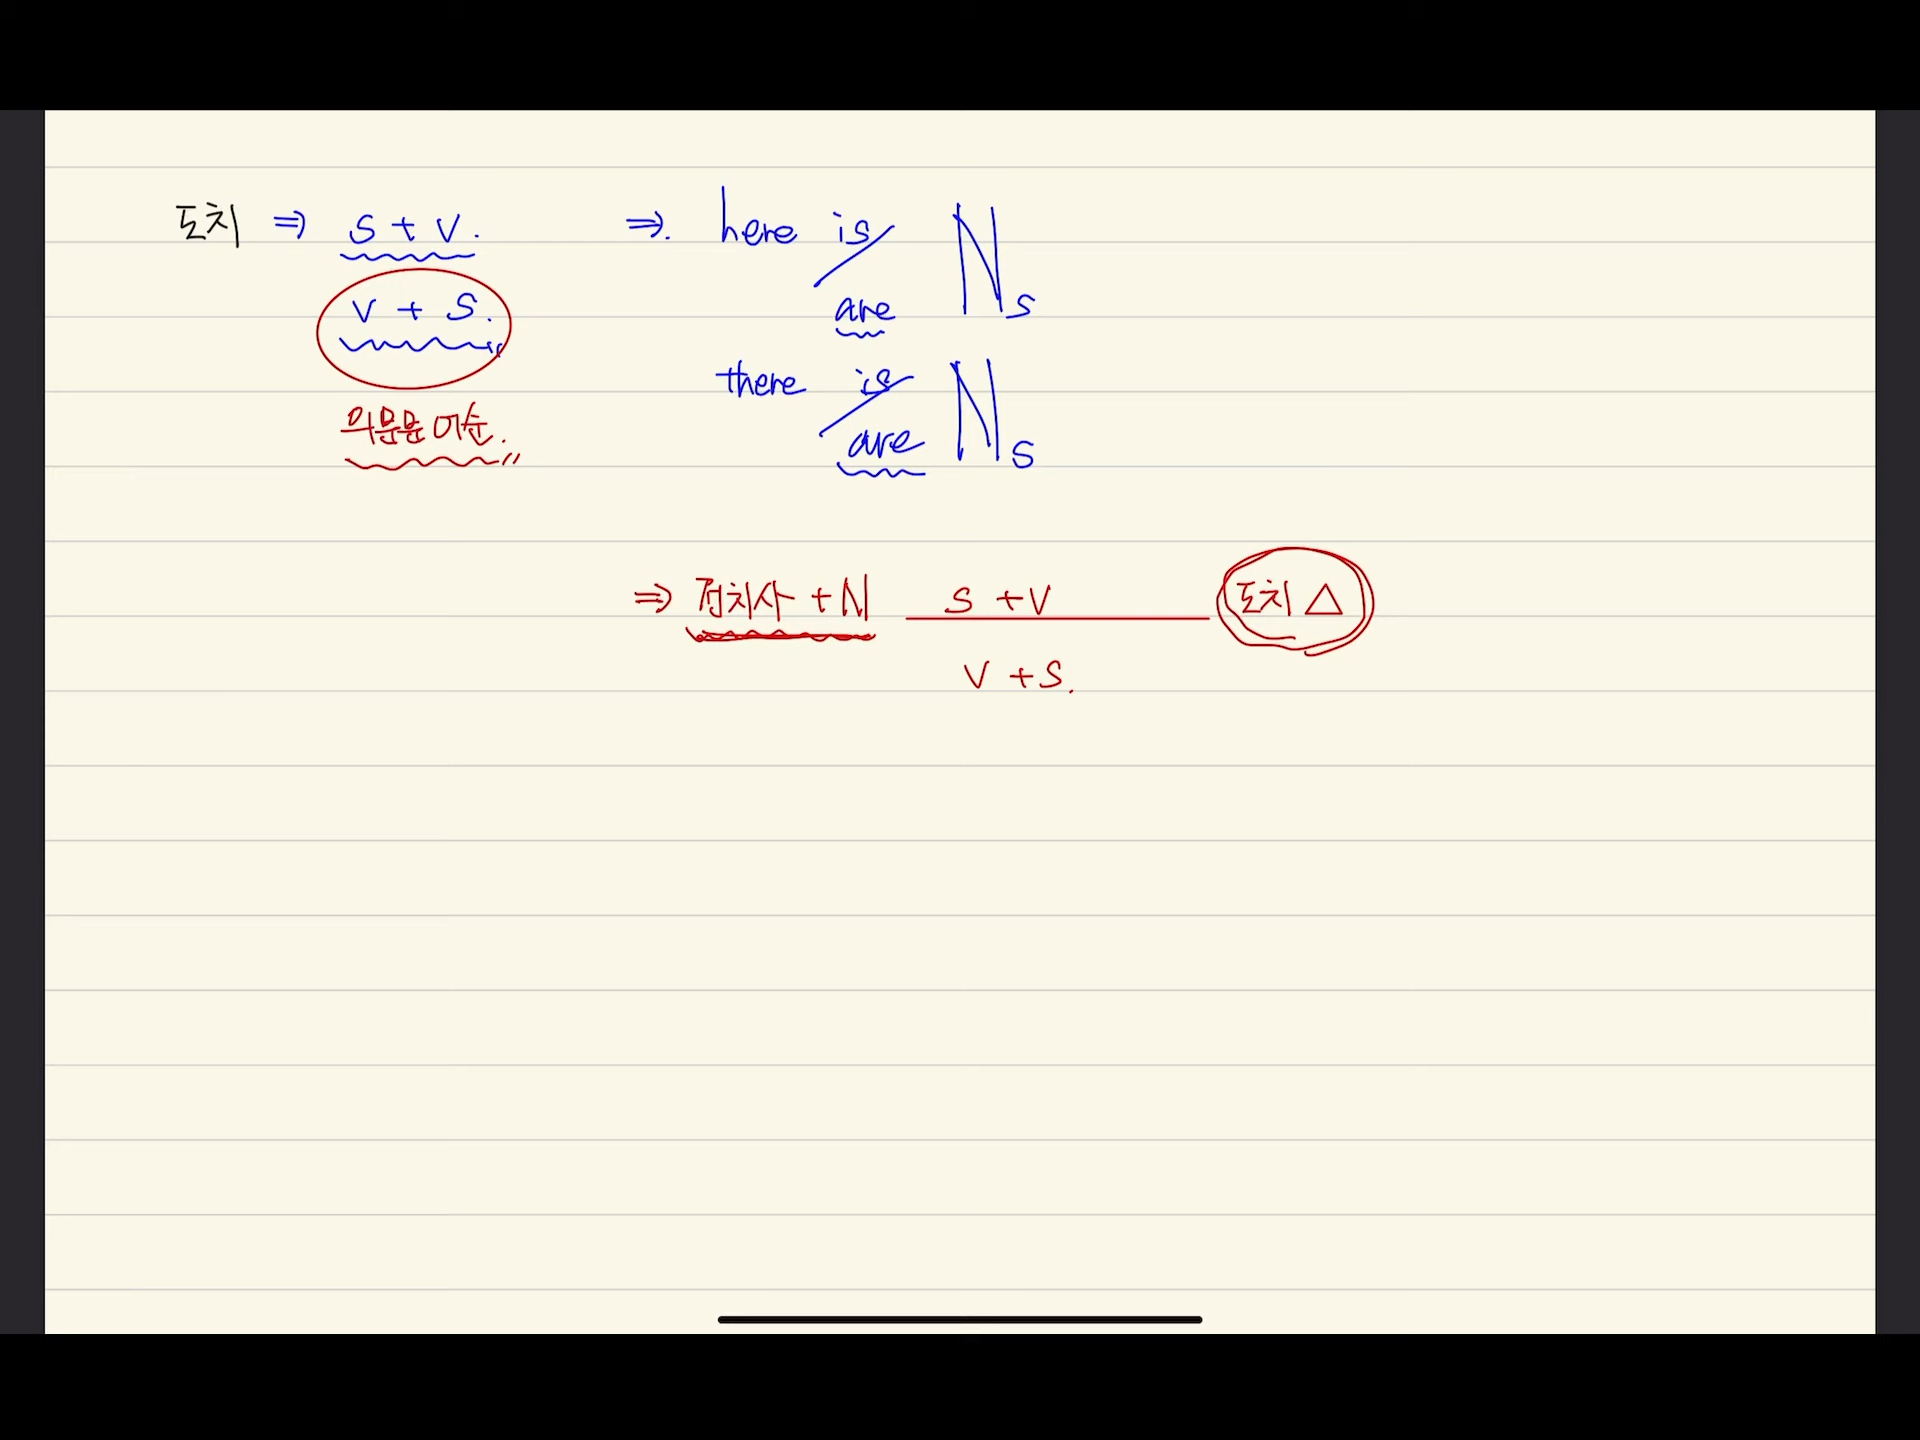 도치 ⇒ S + V. ⇒. here is / are Ns
V + S.
의문문 어순.
there is / are Ns
⇒ 전치사 + N S + V 도치 △
V + S.